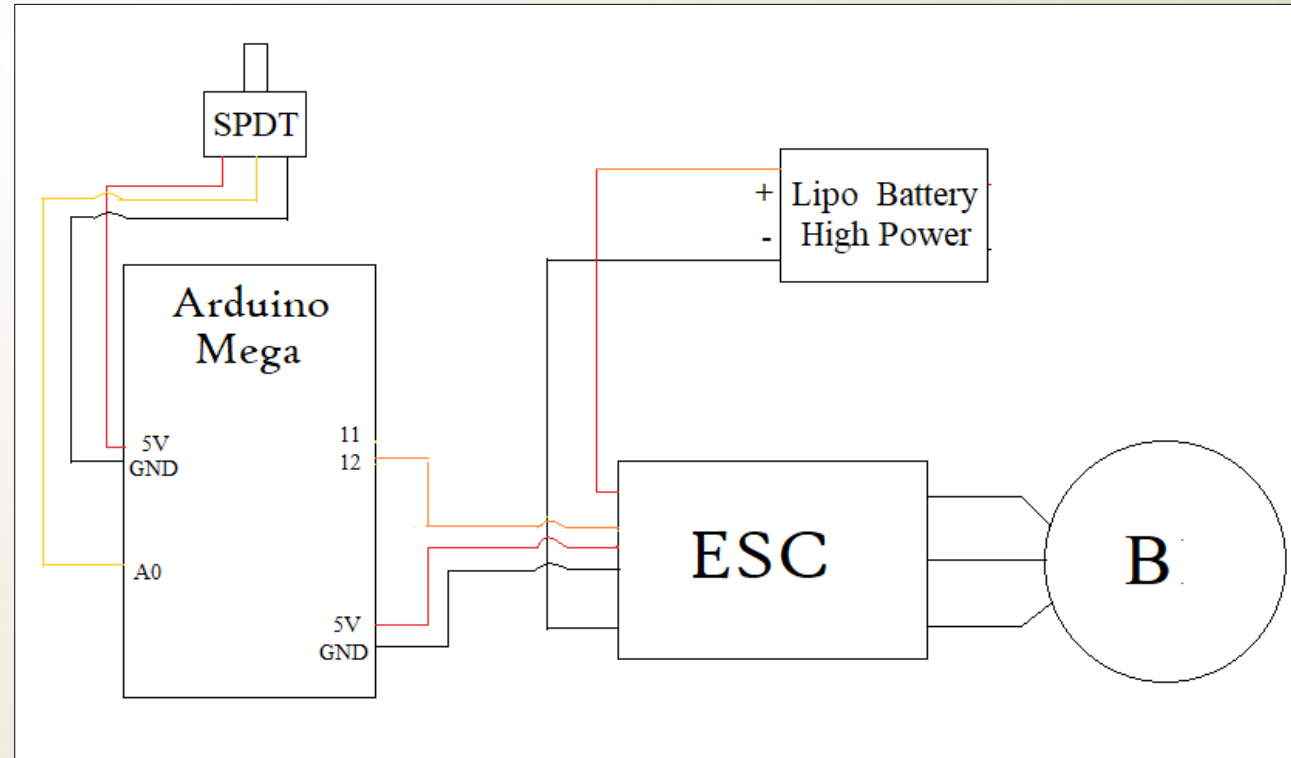 SPDT
+ Lipo Battery
- High Power
Arduino
Mega
5V
GND
11
12
A0
5V
GND
ESC
B